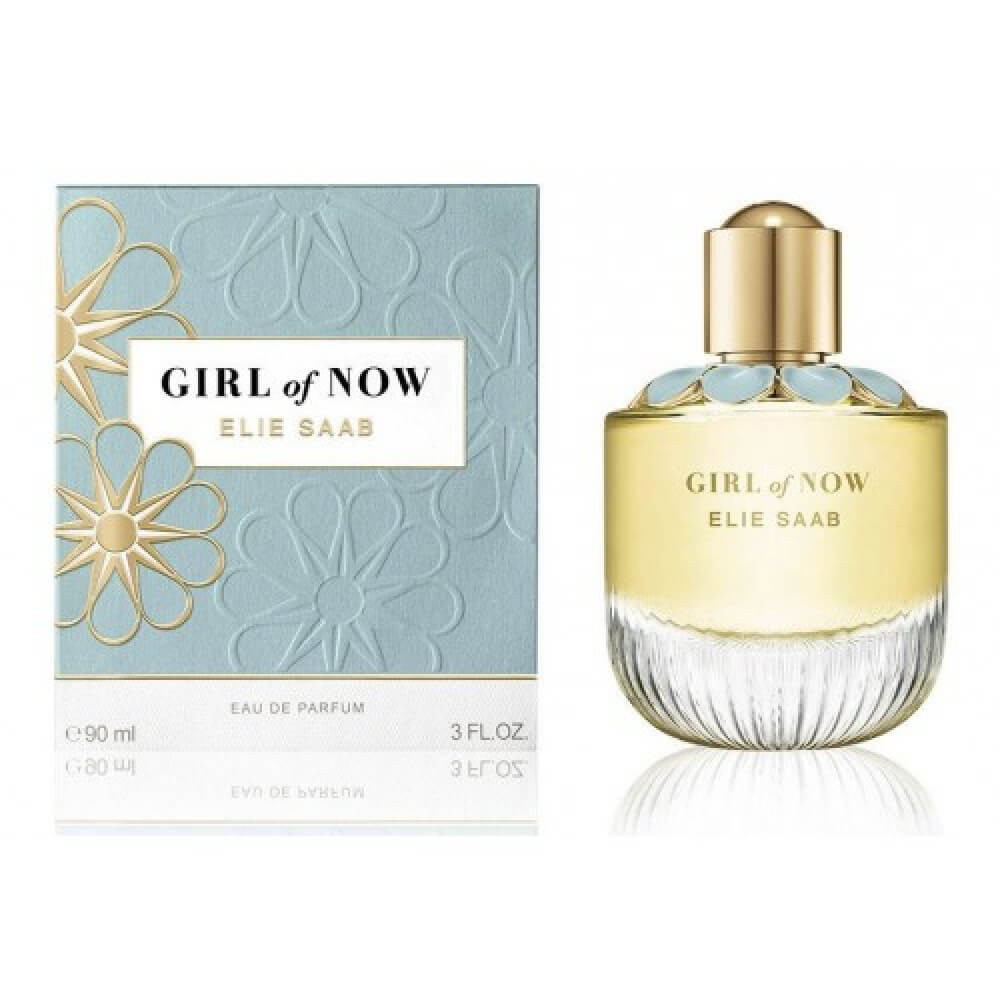 GIRL of NOW
ELIE SAAB
EAU DE PARFUM
℮90 ml
3 FL.OZ.
GIRL of NOW
ELIE SAAB